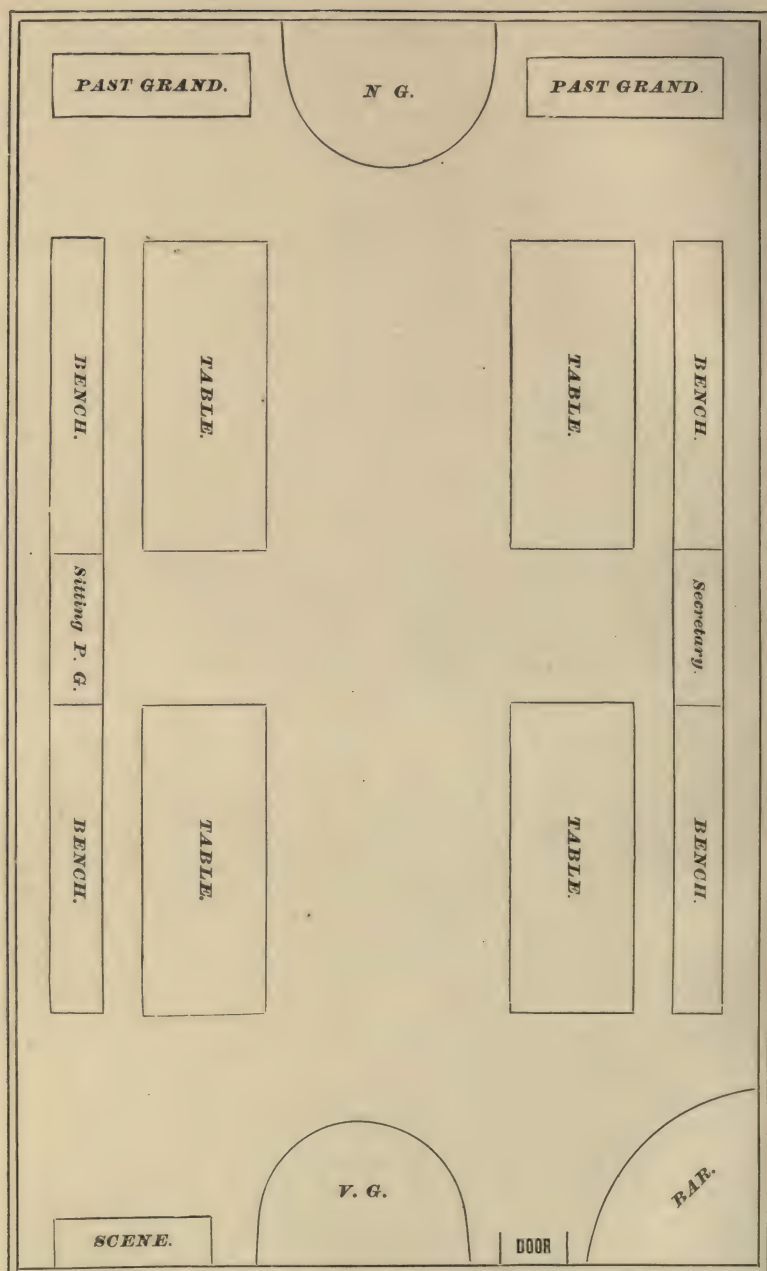 PAST GRAND.
N G.
PAST GRAND.
BENCH.
TABLE.
TABLE.
BENCH.
Sitting P. G.
Secretary.
BENCH.
TABLE.
TABLE.
BENCH.
V. G.
BAR.
SCENE.
DOOR